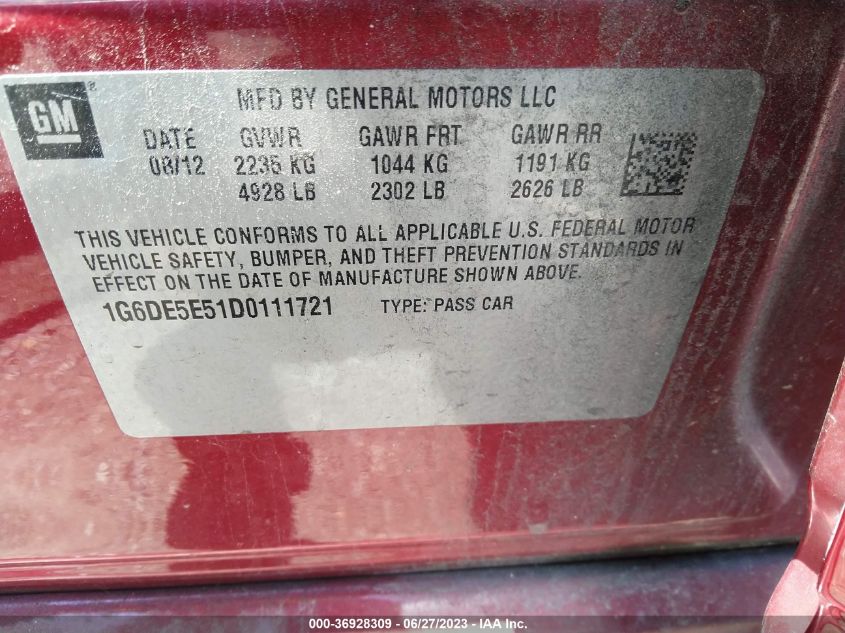 GM®
MFD BY GENERAL MOTORS LLC
DATE GVWR GAWR FRT GAWR RR
08/12 2235 KG 1044 KG 1191 KG
4928 LB 2302 LB 2626 LB
THIS VEHICLE CONFORMS TO ALL APPLICABLE U.S. FEDERAL MOTOR
VEHICLE SAFETY, BUMPER, AND THEFT PREVENTION STANDARDS IN
EFFECT ON THE DATE OF MANUFACTURE SHOWN ABOVE.
1G6DE5E51D0111721 TYPE: PASS CAR
000-36928309 - 06/27/2023 - IAAI.COM